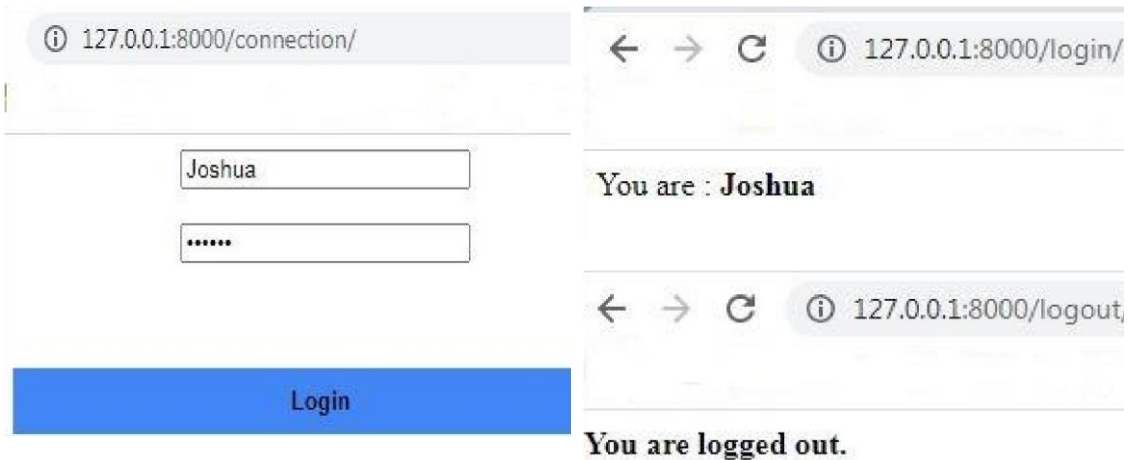 127.0.0.1:8000/connection/
Joshua
••••••
Login
127.0.0.1:8000/login/
You are : Joshua
127.0.0.1:8000/logout/
You are logged out.